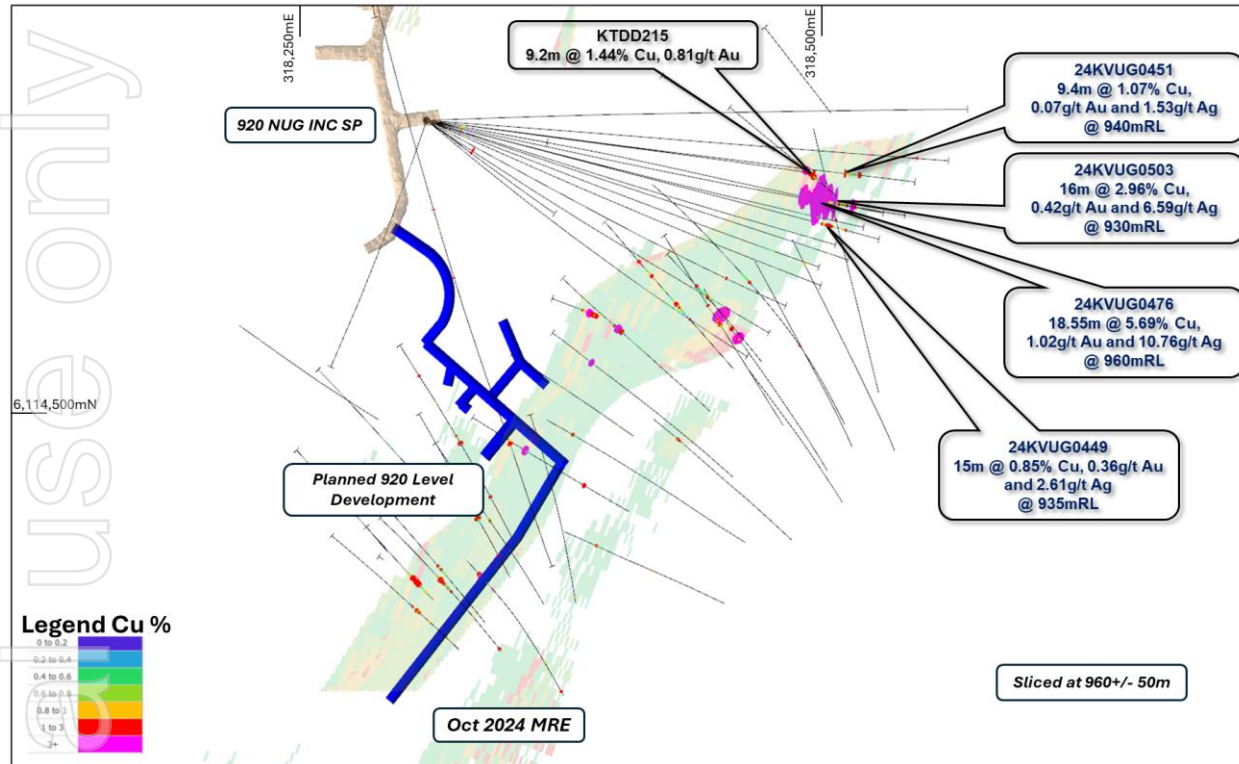 318,250mE
318,500mE
KTDD215
9.2m @ 1.44% Cu, 0.81g/t Au
24KVUG0451
9.4m @ 1.07% Cu,
0.07g/t Au and 1.53g/t Ag
@ 940mRL
920 NUG INC SP
24KVUG0503
16m @ 2.96% Cu,
0.42g/t Au and 6.59g/t Ag
@ 930mRL
24KVUG0476
18.55m @ 5.69% Cu,
1.02g/t Au and 10.76g/t Ag
@ 960mRL
6,114,500mN
24KVUG0449
15m @ 0.85% Cu, 0.36g/t Au
and 2.61g/t Ag
@ 935mRL
Planned 920 Level
Development
Legend Cu %
0 to 0.2
0.2 to 0.4
0.4 to 0.6
0.6 to 0.8
0.8 to 1
1 to 3
3+
Sliced at 960+/- 50m
Oct 2024 MRE
al use only